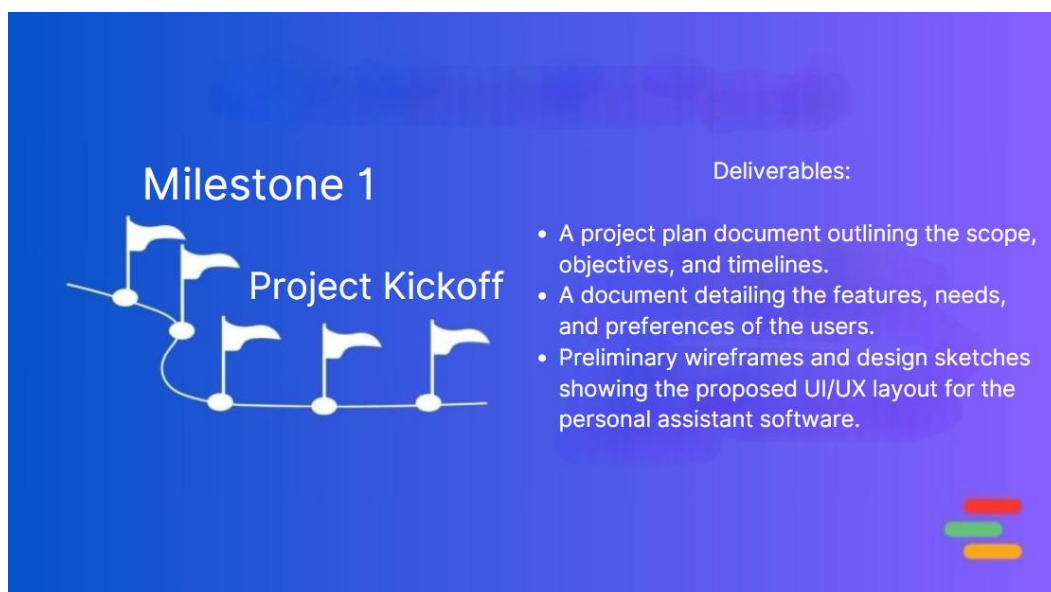 Milestone 1
Project Kickoff
Deliverables:
• A project plan document outlining the scope,
objectives, and timelines.
• A document detailing the features, needs,
and preferences of the users.
• Preliminary wireframes and design sketches
showing the proposed UI/UX layout for the
personal assistant software.